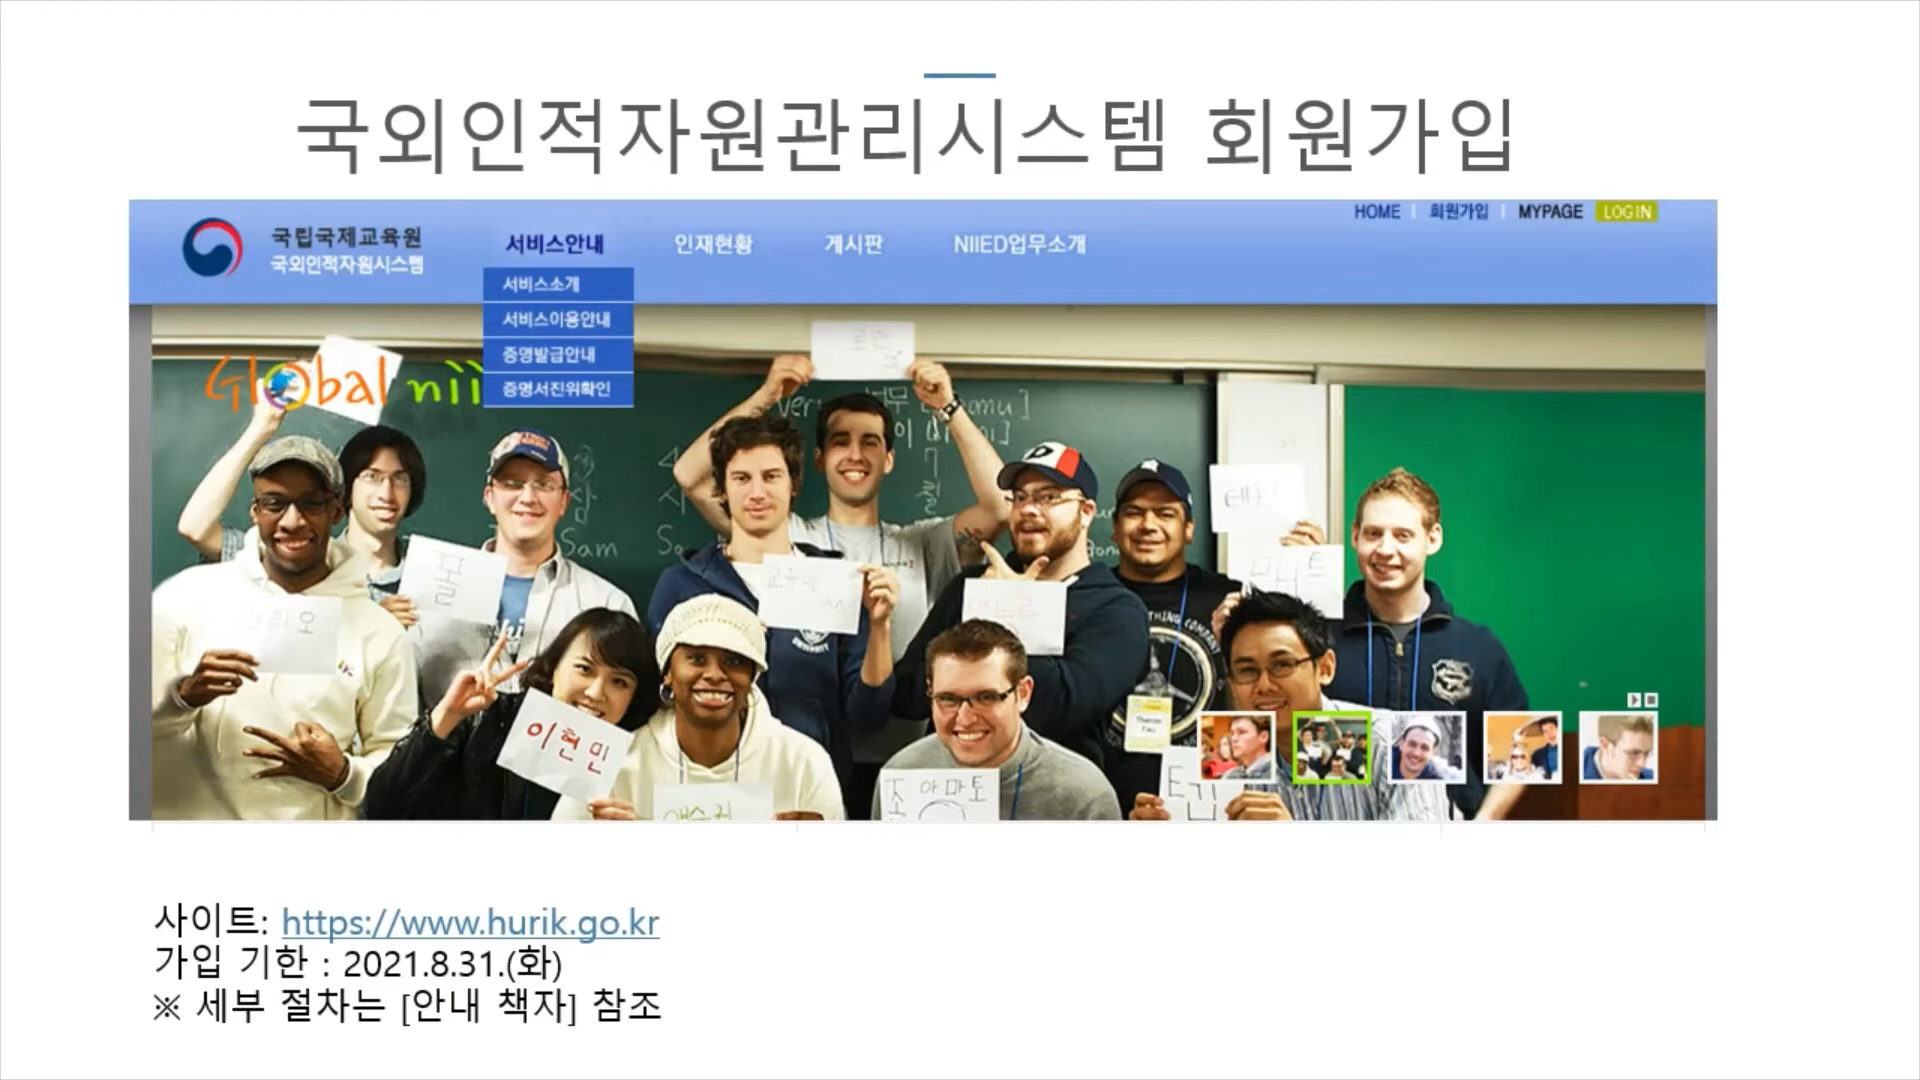 국외인적자원관리시스템 회원가입
HOME 회원가입 MYPAGE LOGIN
국립국제교육원
국외인적자원시스템
서비스안내 인재현황 게시판 NIIED업무소개
서비스소개
서비스이용안내
증명발급안내
증명서진위확인
Global nii
Sam
이현민
조아마토
사이트: https://www.hurik.go.kr
가입 기한 : 2021.8.31.(화)
※ 세부 절차는 [안내 책자] 참조